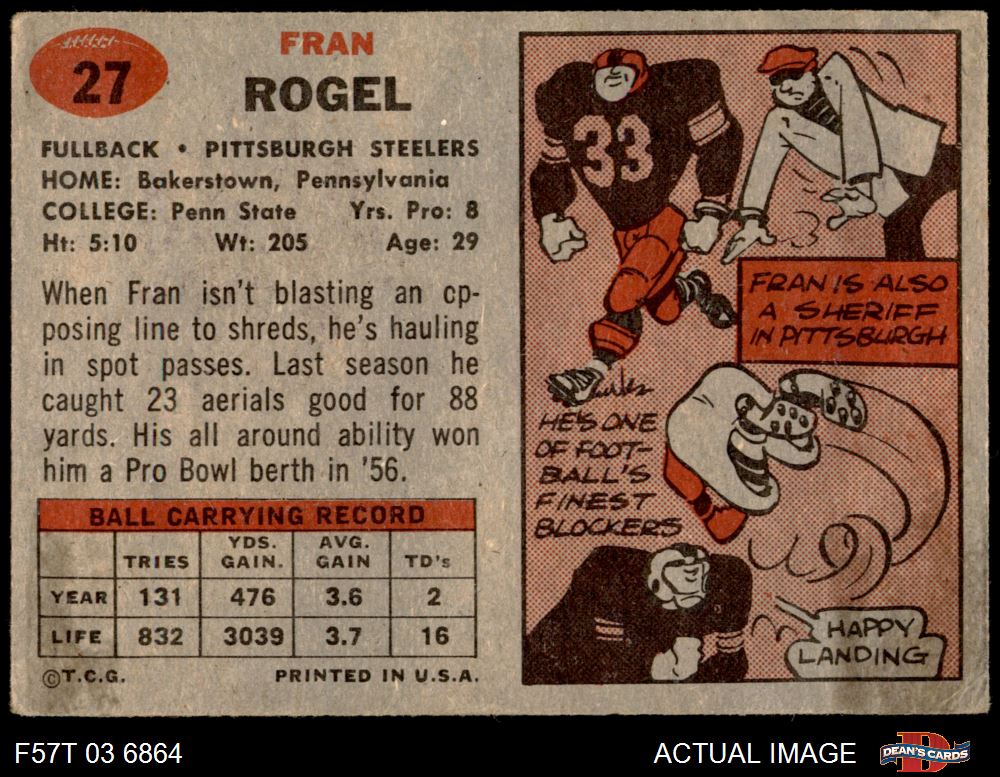 27
FRAN
ROGEL
FULLBACK • PITTSBURGH STEELERS
HOME: Bakerstown, Pennsylvania
COLLEGE: Penn State Yrs. Pro: 8
Ht: 5:10 Wt: 205 Age: 29
When Fran isn't blasting an cp-
posing line to shreds, he's hauling
in spot passes. Last season he
caught 23 aerials good for 88
yards. His all around ability won
him a Pro Bowl berth in '56.
BALL CARRYING RECORD
TRIES YDS. GAIN. AVG. GAIN TD's
YEAR 131 476 3.6 2
LIFE 832 3039 3.7 16
©T.C.G. PRINTED IN U.S.A.
33
FRAN IS ALSO
A SHERIFF
IN PITTSBURGH
HE'S ONE
OF FOOT-
BALL'S
FINEST
BLOCKERS
HAPPY
LANDING
F57T 03 6864
ACTUAL IMAGE
DEAN'S CARDS